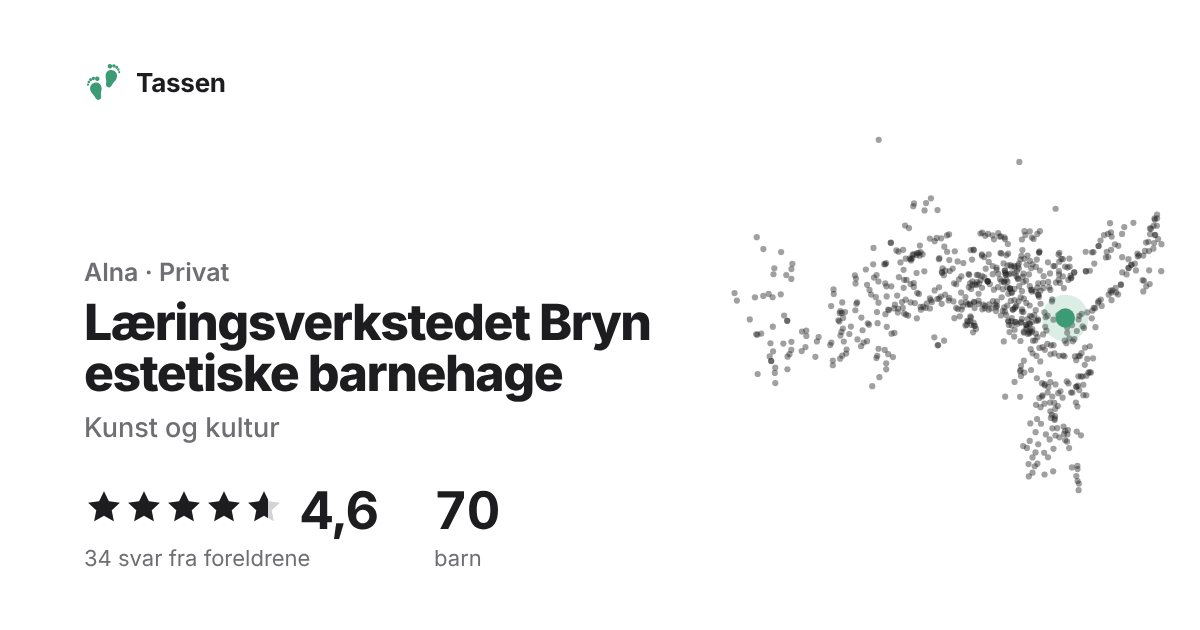 Tassen
Alna · Privat
Læringsverkstedet Bryn
estetiske barnehage
Kunst og kultur
4,6 70
34 svar fra foreldrene barn